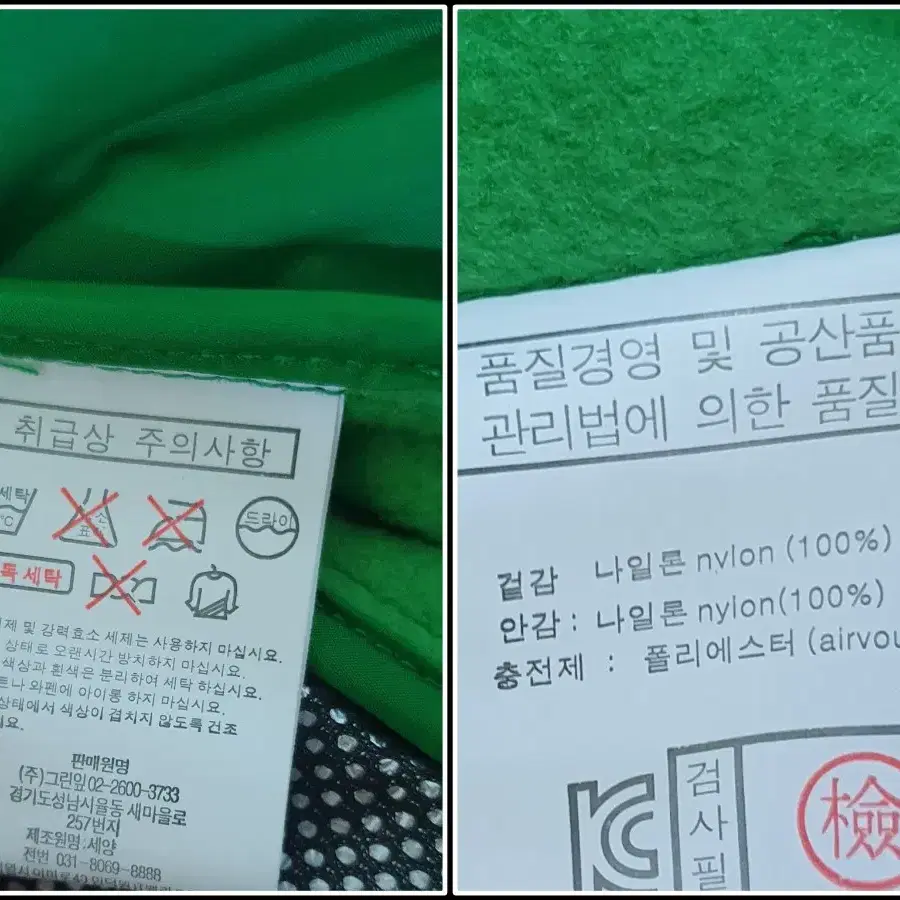 취급상 주의사항
세탁
℃
드라이
독 세탁
제 및 강력효소 세제는 사용하지 마십시요.
상태로 오랜시간 방치하지 마십시요.
색상과 흰색은 분리하여 세탁 하십시요.
트나 와펜에 아이롱 하지 마십시요.
상태에서 색상이 겹치지 않도록 건조
요.
판매원명
(주)그린잎 02-2600-3733
경기도성남시율동 새마을로
257번지
제조원명 : 세양
전번 031-8069-8888
품질경영 및 공산품
관리법에 의한 품질
겉감 나일론 nylon (100%)
안감 : 나일론 nylon(100%)
충전제 : 폴리에스터 (airvou
검
사
필
檢